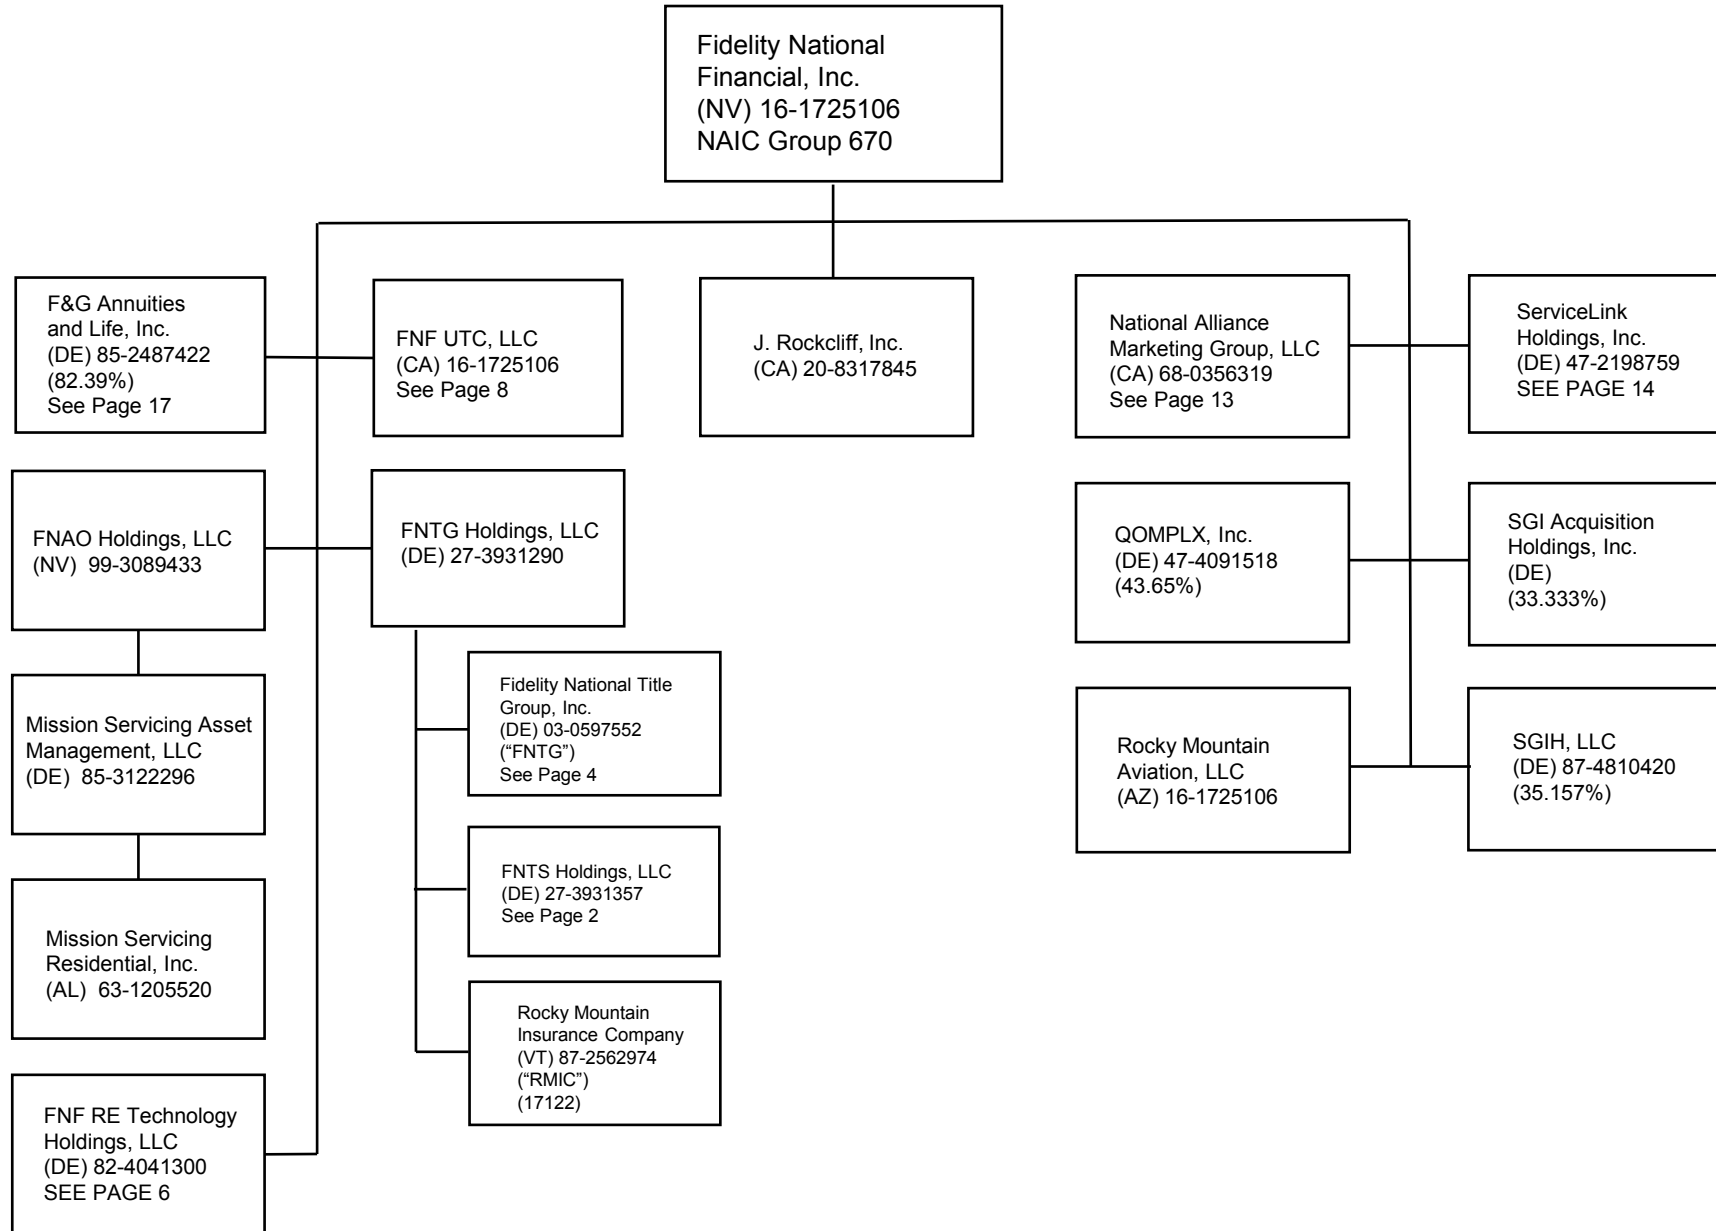 Fidelity National
Financial, Inc.
(NV) 16-1725106
NAIC Group 670
F&G Annuities
and Life, Inc.
(DE) 85-2487422
(82.39%)
See Page 17
FNF UTC, LLC
(CA) 16-1725106
See Page 8
J. Rockcliff, Inc.
(CA) 20-8317845
National Alliance
Marketing Group, LLC
(CA) 68-0356319
See Page 13
ServiceLink
Holdings, Inc.
(DE) 47-2198759
SEE PAGE 14
FNAO Holdings, LLC
(NV) 99-3089433
FNTG Holdings, LLC
(DE) 27-3931290
QOMPLX, Inc.
(DE) 47-4091518
(43.65%)
SGI Acquisition
Holdings, Inc.
(DE)
(33.333%)
Mission Servicing Asset
Management, LLC
(DE) 85-3122296
Fidelity National Title
Group, Inc.
(DE) 03-0597552
(“FNTG”)
See Page 4
Rocky Mountain
Aviation, LLC
(AZ) 16-1725106
SGIH, LLC
(DE) 87-4810420
(35.157%)
Mission Servicing
Residential, Inc.
(AL) 63-1205520
FNTS Holdings, LLC
(DE) 27-3931357
See Page 2
Rocky Mountain
Insurance Company
(VT) 87-2562974
(“RMIC”)
(17122)
FNF RE Technology
Holdings, LLC
(DE) 82-4041300
SEE PAGE 6